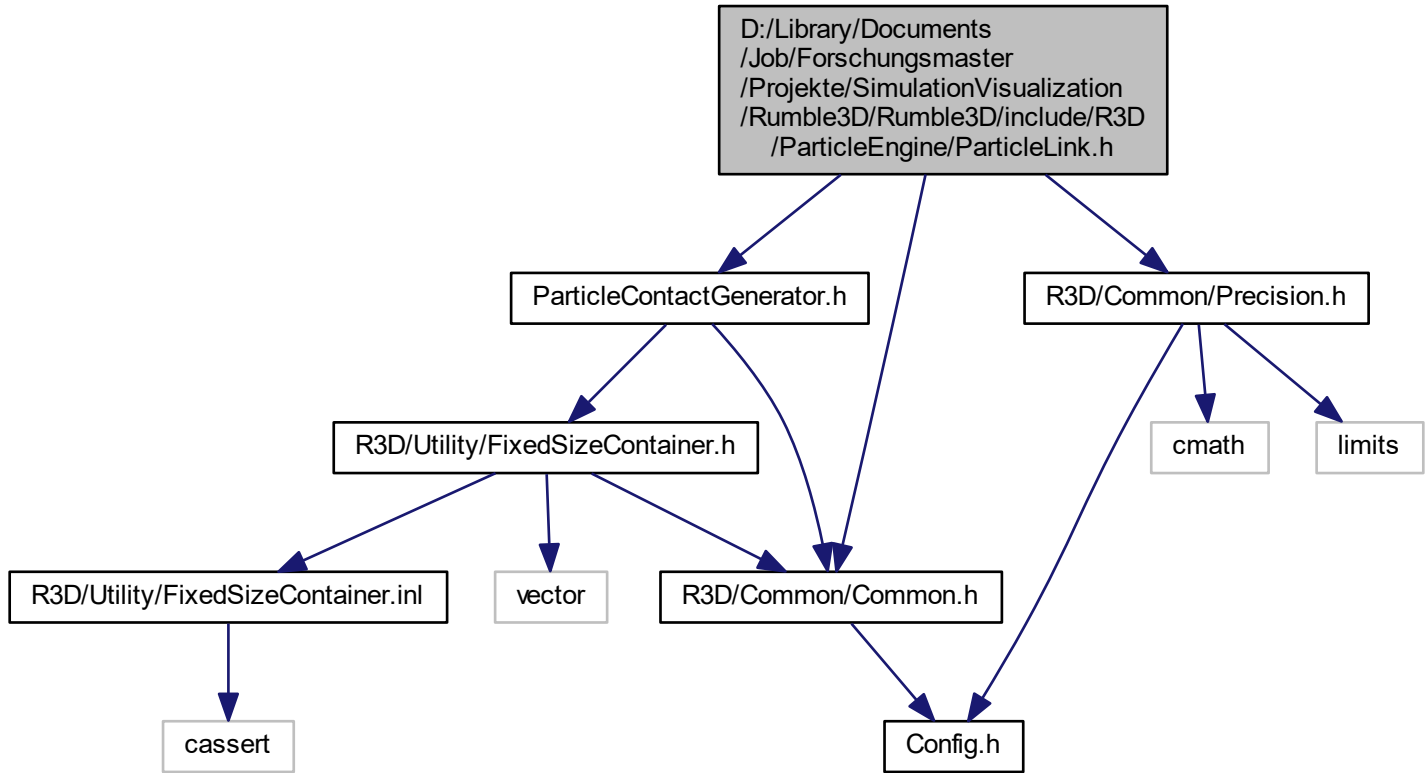 D:/Library/Documents
/Job/Forschungsmaster
/Projekte/SimulationVisualization
/Rumble3D/Rumble3D/include/R3D
/ParticleEngine/ParticleLink.h
ParticleContactGenerator.h
R3D/Common/Precision.h
R3D/Utility/FixedSizeContainer.h
cmath
limits
R3D/Utility/FixedSizeContainer.inl
vector
R3D/Common/Common.h
cassert
Config.h